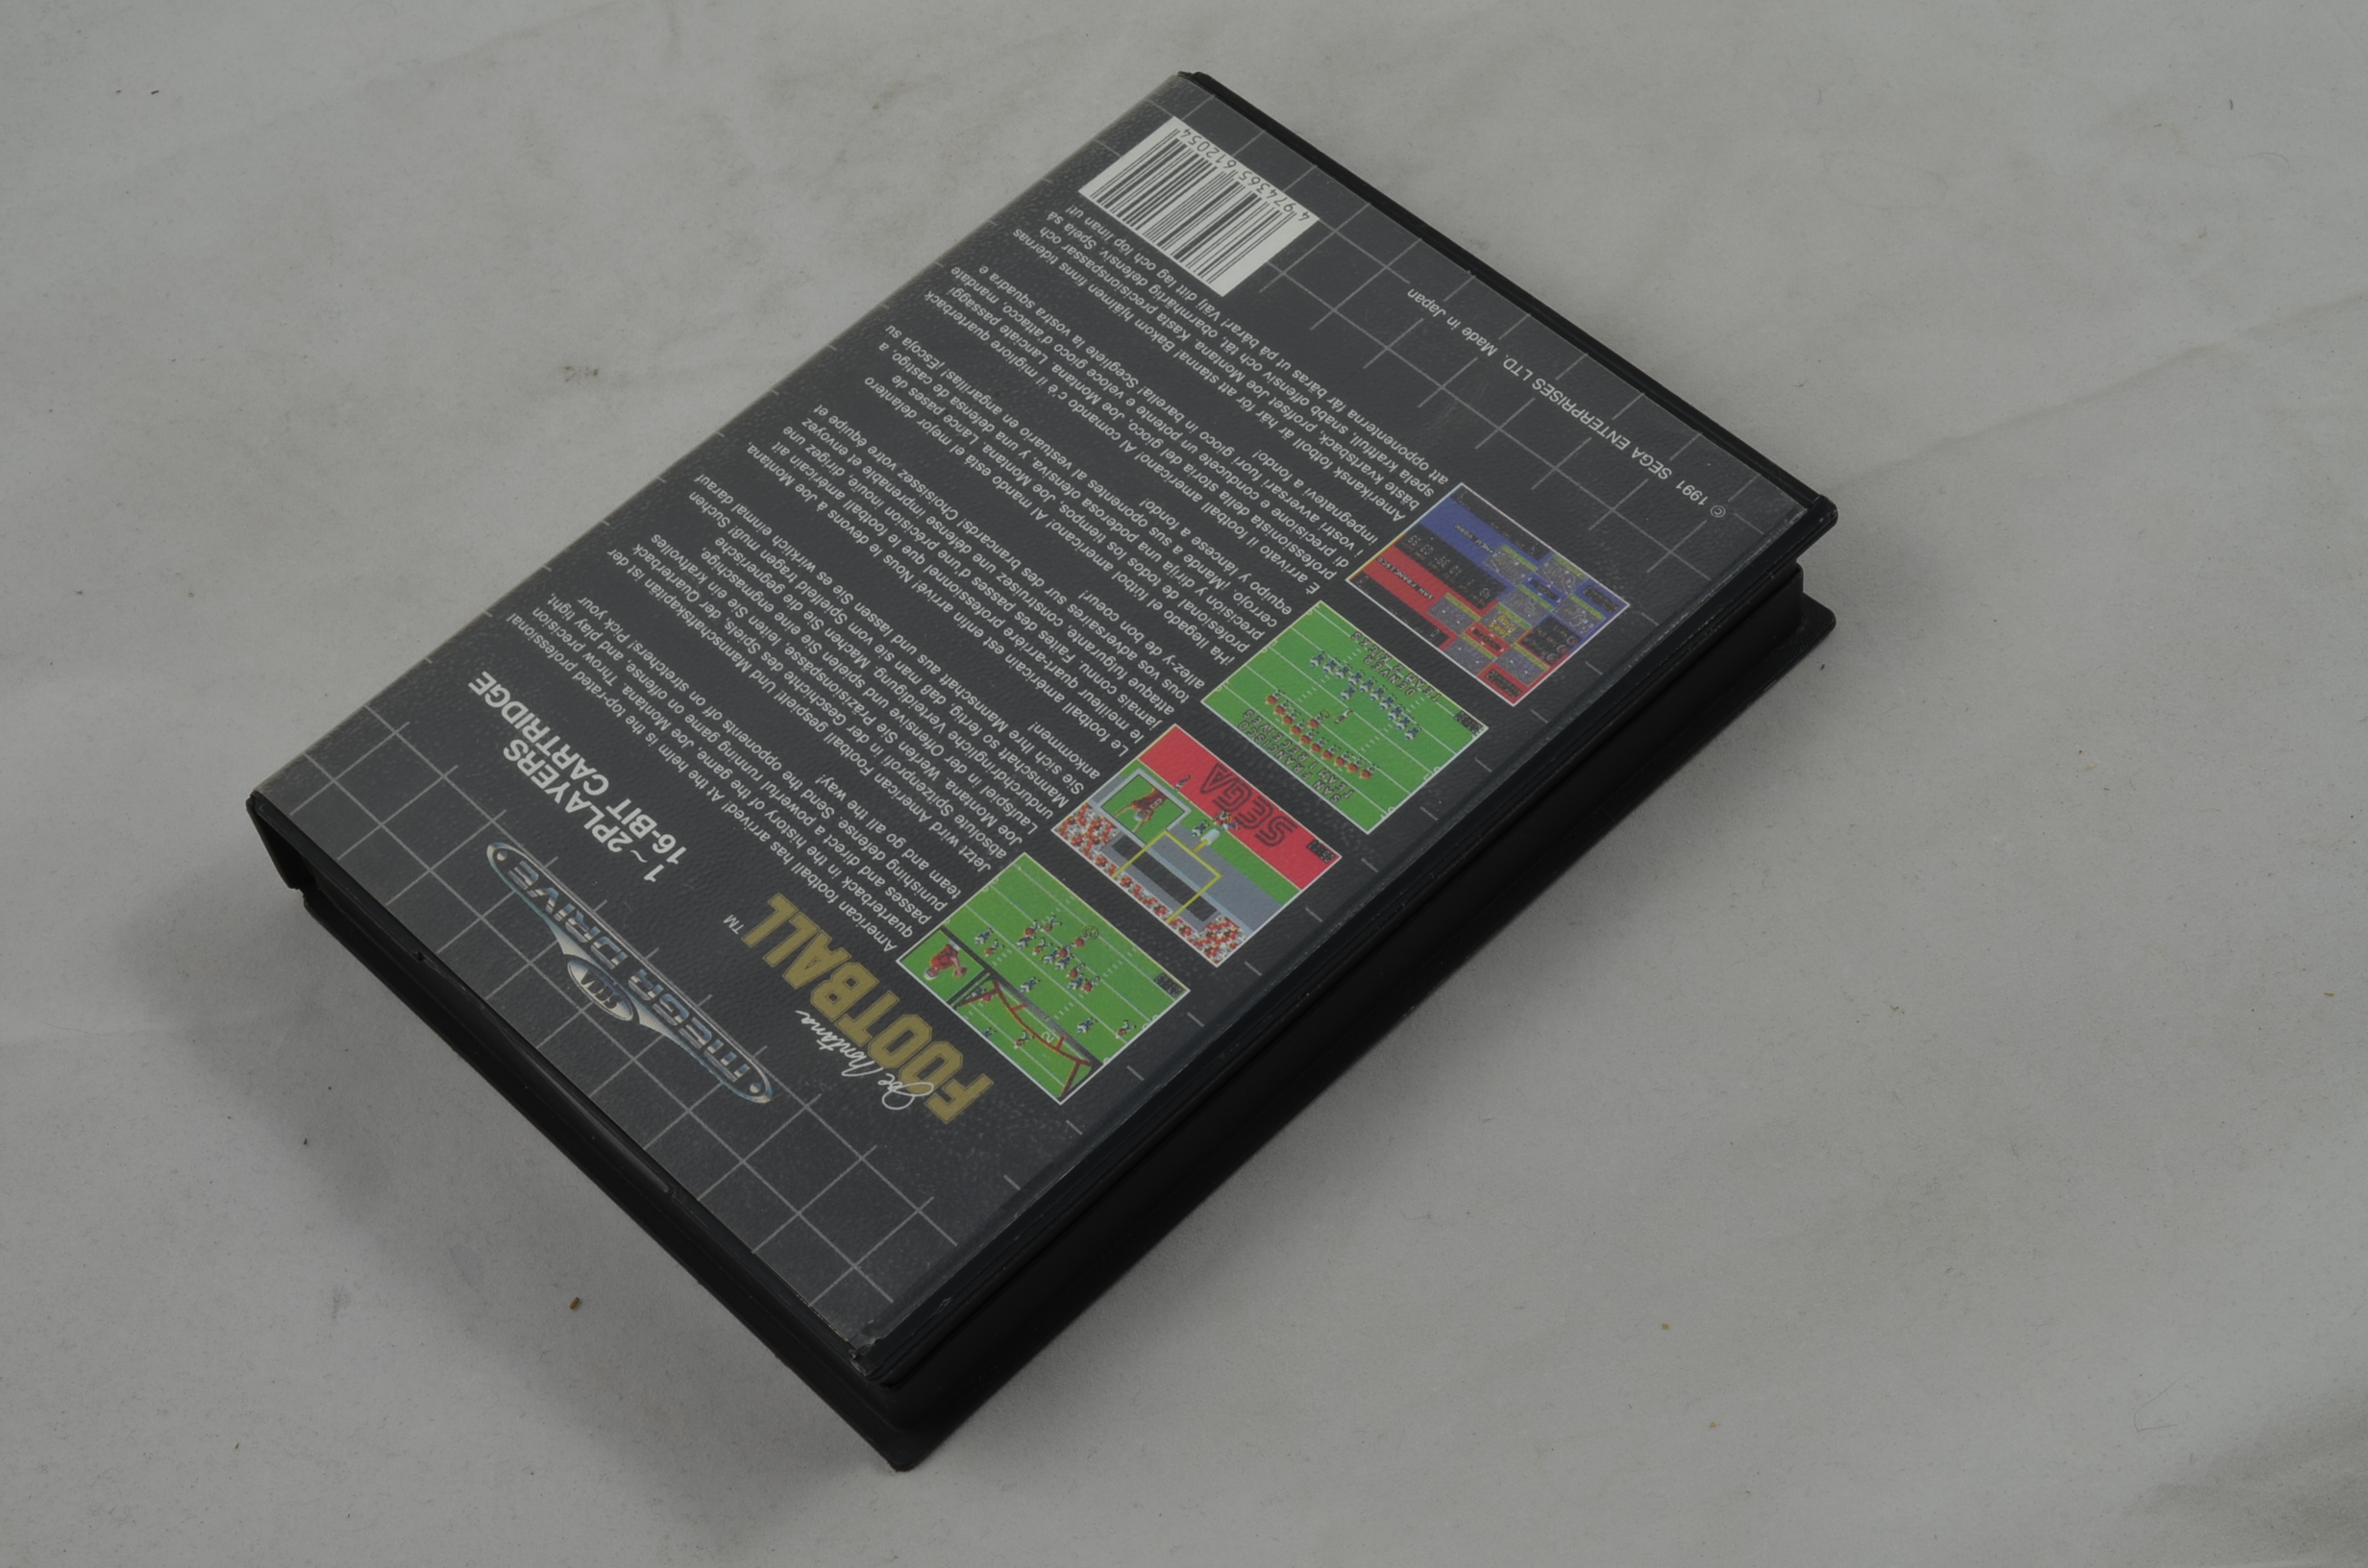 Joe Montana
FOOTBALL™
SEGA
MEGA DRIVE
1~2PLAYERS
16-BIT CARTRIDGE
American football has arrived! At the helm is the top-rated professional
quarterback in the history of the game, Joe Montana. Throw precision
passes and direct a powerful running game on offense, and play tight,
punishing defense. Send the opponents off on stretchers! Pick your
team and go all the way!
Jetzt wird American Football gespielt! Und Mannschaftskapitän ist der
absolute Spitzenprofi in der Geschichte des Spiels, der Quarterback
Joe Montana. Werfen Sie Präzisionspässe, leiten Sie ein kraftvolles
Laufspiel in der Offensive und spielen Sie eine engmaschige,
undurchdringliche Verteidigung. Machen Sie die gegnerische
Mannschaft so fertig, daß man sie vom Spielfeld tragen muß! Suchen
Sie sich Ihre Mannschaft aus und lassen Sie es wirklich einmal darauf
ankommen!
Le football américain est enfin arrivé! Nous le devons à Joe Montana,
le meilleur quart-arrière professionnel que le football américain ait
jamais connu. Faites des passes d'une précision inouïe, dirigez une
attaque fulgurante, construisez une défense imprenable et envoyez
tous vos adversaires sur des brancards! Choisissez votre équipe et
allez-y de bon coeur!
¡Ha llegado el fútbol americano! Al mando está el mejor delantero
profesional de todos los tiempos, Joe Montana. Lance pases de
precisión y dirija una poderosa ofensiva, y una defensa de castigo, a
cerrojo. ¡Mande a sus oponentes al vestuario en angarillas! ¡Escoja su
equipo y láncese a fondo!
È arrivato il football americano! Al comando c'è il migliore quarterback
professionista della storia del gioco, Joe Montana. Lanciate passaggi
di precisione e conducete un potente e veloce gioco d'attacco, mandate
i vostri avversari fuori gioco in barella! Scegliete la vostra squadra e
impegnatevi a fondo!
Amerikansk fotboll är här för att stanna! Bakom hjälmen finns tidernas
bäste kvartsback, proffset Joe Montana. Kasta precisionspassar och
spela kraftfull, snabb offensiv och tät, obarmhärtig defensiv. Spela så
att opponenterna får bäras ut på bårar! Välj ditt lag och löp linan ut!
SEGA
SAN FRANCISCO
DENVER
SAN FRANCISCO
© 1991 SEGA ENTERPRISES LTD. Made in Japan
4 974365 612054